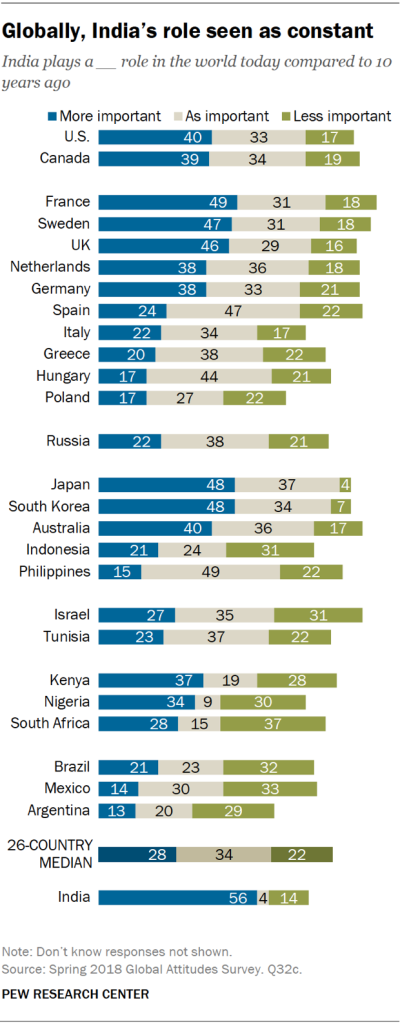 Globally, India’s role seen as constant
India plays a __ role in the world today compared to 10
years ago
More important As important Less important
U.S. 40 33 17
Canada 39 34 19
France 49 31 18
Sweden 47 31 18
UK 46 29 16
Netherlands 38 36 18
Germany 38 33 21
Spain 24 47 22
Italy 22 34 17
Greece 20 38 22
Hungary 17 44 21
Poland 17 27 22
Russia 22 38 21
Japan 48 37 4
South Korea 48 34 7
Australia 40 36 17
Indonesia 21 24 31
Philippines 15 49 22
Israel 27 35 31
Tunisia 23 37 22
Kenya 37 19 28
Nigeria 34 9 30
South Africa 28 15 37
Brazil 21 23 32
Mexico 14 30 33
Argentina 13 20 29
26-COUNTRY
MEDIAN 28 34 22
India 56 4 14
Note: Don’t know responses not shown.
Source: Spring 2018 Global Attitudes Survey. Q32c.
PEW RESEARCH CENTER